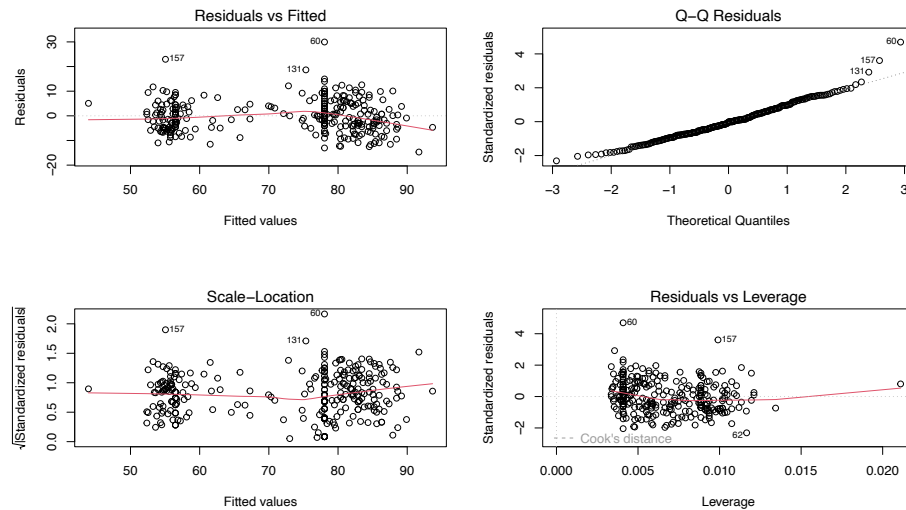 Residuals vs Fitted
Residuals
30
10
0
−20
60
157
131
50 60 70 80 90
Fitted values
Q−Q Residuals
Standardized residuals
4
2
0
−2
60
157
131
−3 −2 −1 0 1 2 3
Theoretical Quantiles
Scale−Location
√|Standardized residuals|
2.0
1.5
1.0
0.5
0.0
60
157
131
50 60 70 80 90
Fitted values
Residuals vs Leverage
Standardized residuals
4
2
0
−2
60
157
62
Cook's distance
0.000 0.005 0.010 0.015 0.020
Leverage